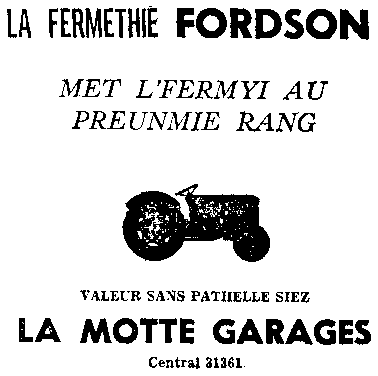 LA FERMETHIE FORDSON
MET L'FERMYI AU
PREUNMIE RANG
VALEUR SANS PATHELLE SIEZ
LA MOTTE GARAGES
Central 31361